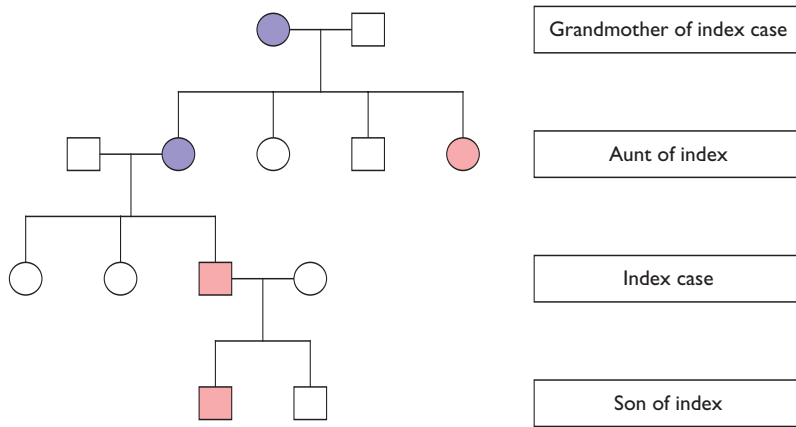 Grandmother of index case
Aunt of index
Index case
Son of index